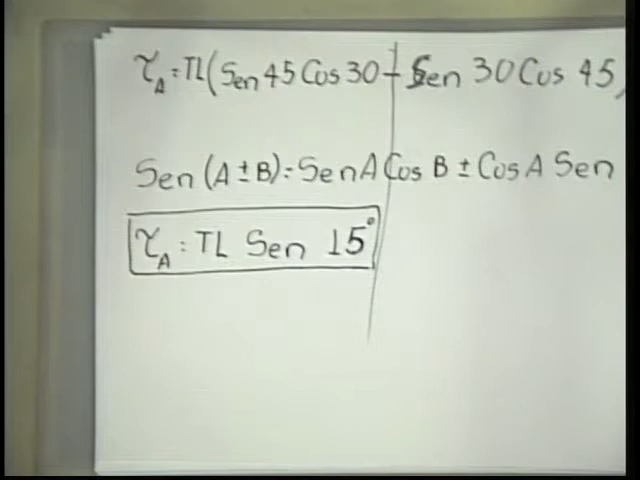 τA = TL(Sen 45 Cos 30 - Sen 30 Cos 45
Sen (A ± B) = Sen A Cos B ± Cos A Sen
τA = TL Sen 15°